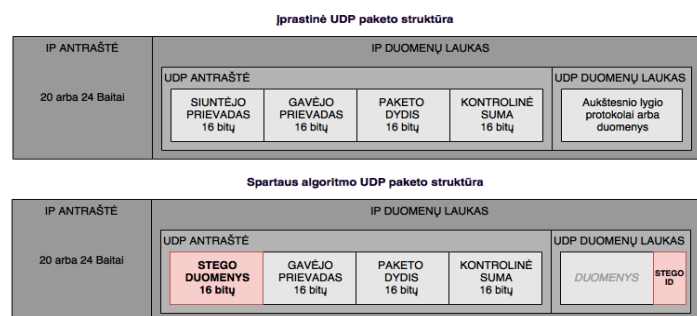 Įprastinė UDP paketo struktūra
IP ANTRAŠTĖ
IP DUOMENŲ LAUKAS
20 arba 24 Baitai
UDP ANTRAŠTĖ
UDP DUOMENŲ LAUKAS
SIUNTĖJO
PRIEVADAS
16 bitų
GAVĖJO
PRIEVADAS
16 bitų
PAKETO
DYDIS
16 bitų
KONTROLINĖ
SUMA
16 bitų
Aukštesnio lygio
protokolai arba
duomenys
Spartaus algoritmo UDP paketo struktūra
IP ANTRAŠTĖ
IP DUOMENŲ LAUKAS
20 arba 24 Baitai
UDP ANTRAŠTĖ
UDP DUOMENŲ LAUKAS
STEGO
DUOMENYS
16 bitų
GAVĖJO
PRIEVADAS
16 bitų
PAKETO
DYDIS
16 bitų
KONTROLINĖ
SUMA
16 bitų
DUOMENYS
STEGO
ID